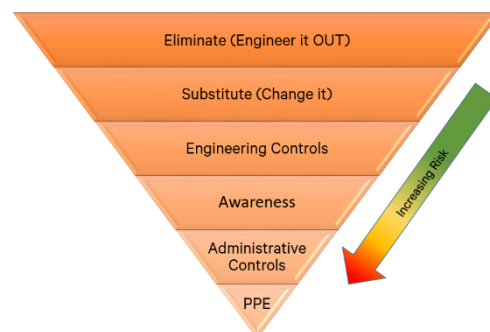 Eliminate (Engineer it OUT)
Substitute (Change it)
Engineering Controls
Awareness
Administrative
Controls
PPE
Increasing Risk